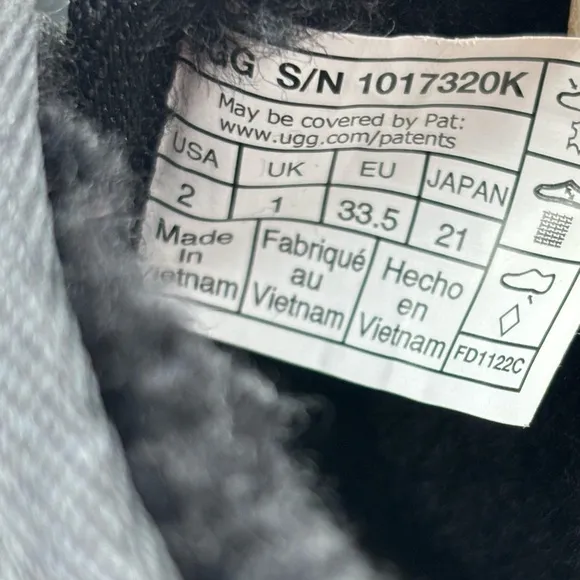 UGG S/N 1017320K
May be covered by Pat:
www.ugg.com/patents
USA UK EU JAPAN
2 1 33.5 21
Made in Vietnam
Fabriqué au Vietnam
Hecho en Vietnam
FD1122C